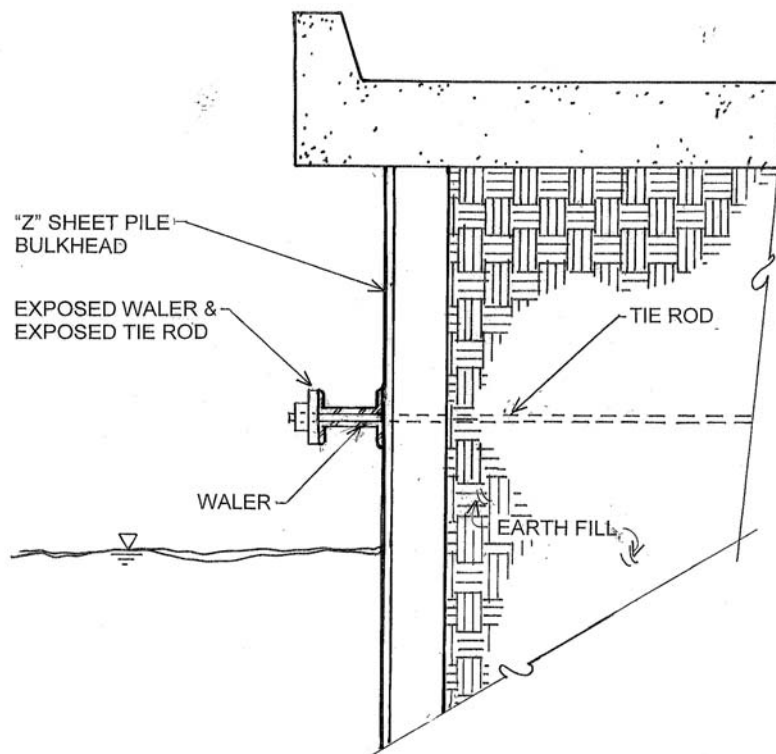 "Z" SHEET PILE
BULKHEAD
EXPOSED WALER &
EXPOSED TIE ROD
TIE ROD
WALER
EARTH FILL